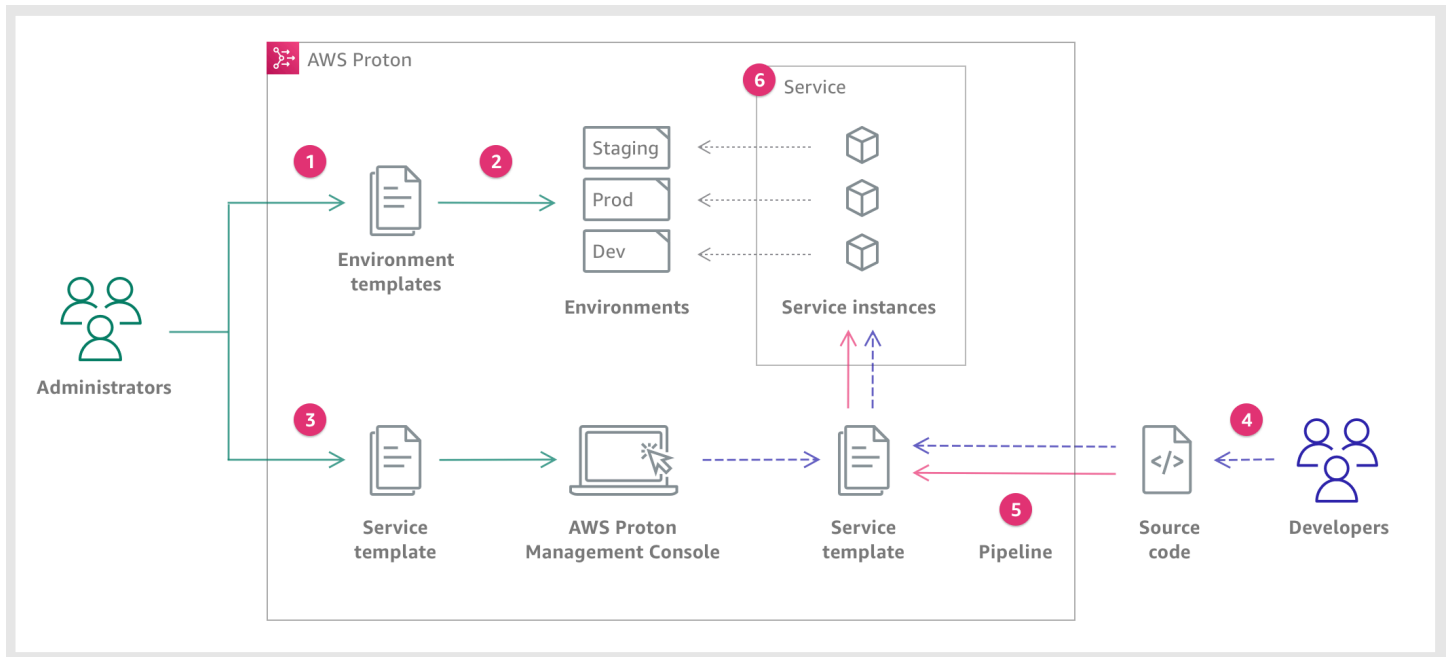 AWS Proton
6
Service
1
2
Staging
Prod
Dev
Environment
templates
Environments
Service instances
Administrators
3
4
</>
5
Service
template
AWS Proton
Management Console
Service
template
Pipeline
Source
code
Developers